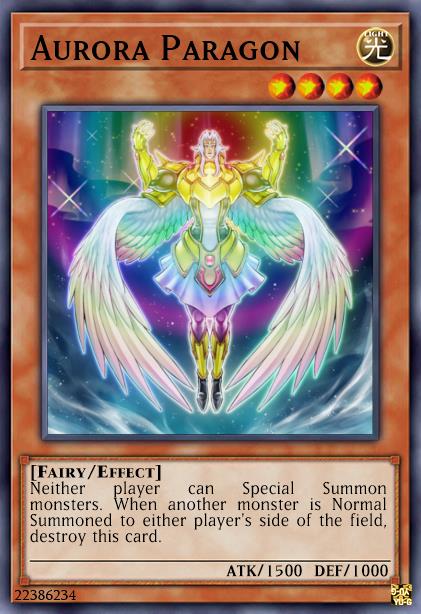 AURORA PARAGON
LIGHT
光
[FAIRY/EFFECT]
Neither player can Special Summon
monsters. When another monster is Normal
Summoned to either player's side of the field,
destroy this card.
ATK/1500 DEF/1000
22386234